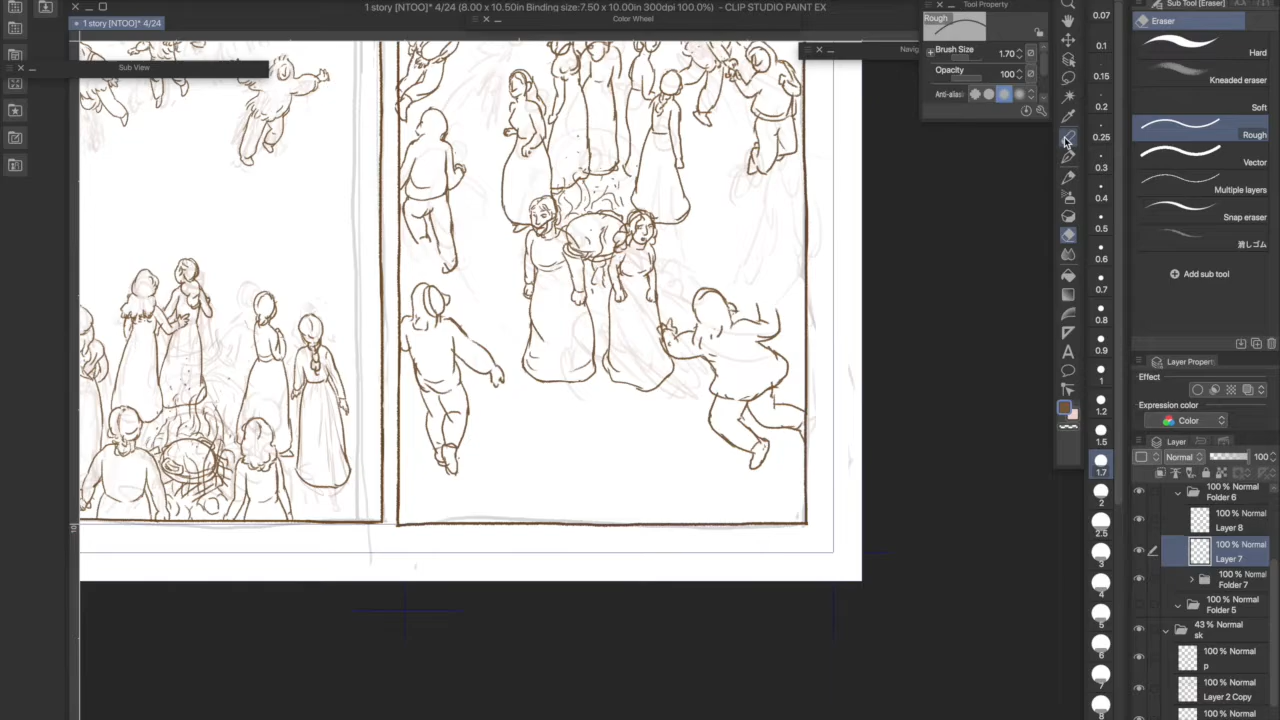 1 story [NTOO]* 4/24 (8.00 x 10.50in Binding size:7.50 x 10.00in 300dpi 100.0%) - CLIP STUDIO PAINT EX
Color Wheel
1 story [NTOO]* 4/24
Sub View
Navig
Tool Property
Rough
Brush Size
1.70
Opacity
100
Anti-alias
Sub Tool [Eraser]
Eraser
Hard
Kneaded eraser
Soft
Rough
Vector
Multiple layers
Snap eraser
消しゴム
Add sub tool
0.07
0.1
0.15
0.2
0.25
0.3
0.4
0.5
0.6
0.7
0.8
0.9
1
1.2
1.5
1.7
2
2.5
3
4
5
6
7
8
Layer Propert
Effect
Expression color
Color
Layer
Normal
100
100 % Normal
Folder 6
100 % Normal
Layer 8
100 % Normal
Layer 7
100 % Normal
Folder 7
100 % Normal
Folder 5
43 % Normal
sk
100 % Normal
p
100 % Normal
Layer 2 Copy
100 % Normal